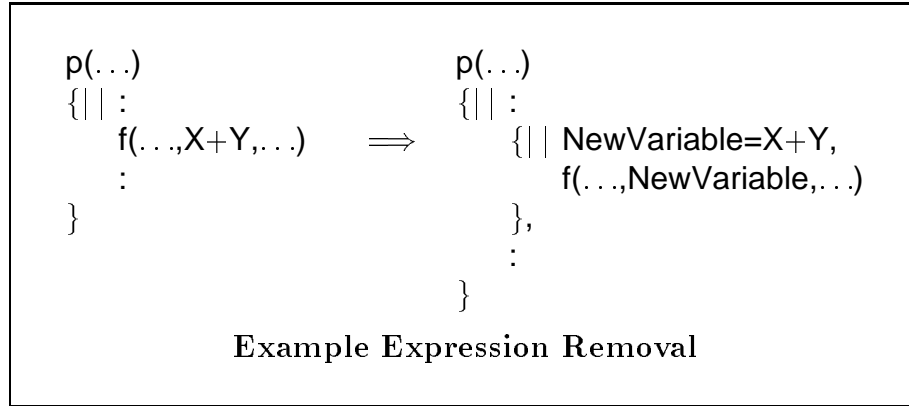 p(...) p(...)
{|| : {|| :
f(...,X+Y,...) ⟹ {|| NewVariable=X+Y,
: f(...,NewVariable,...)
} },
:
}
Example Expression Removal